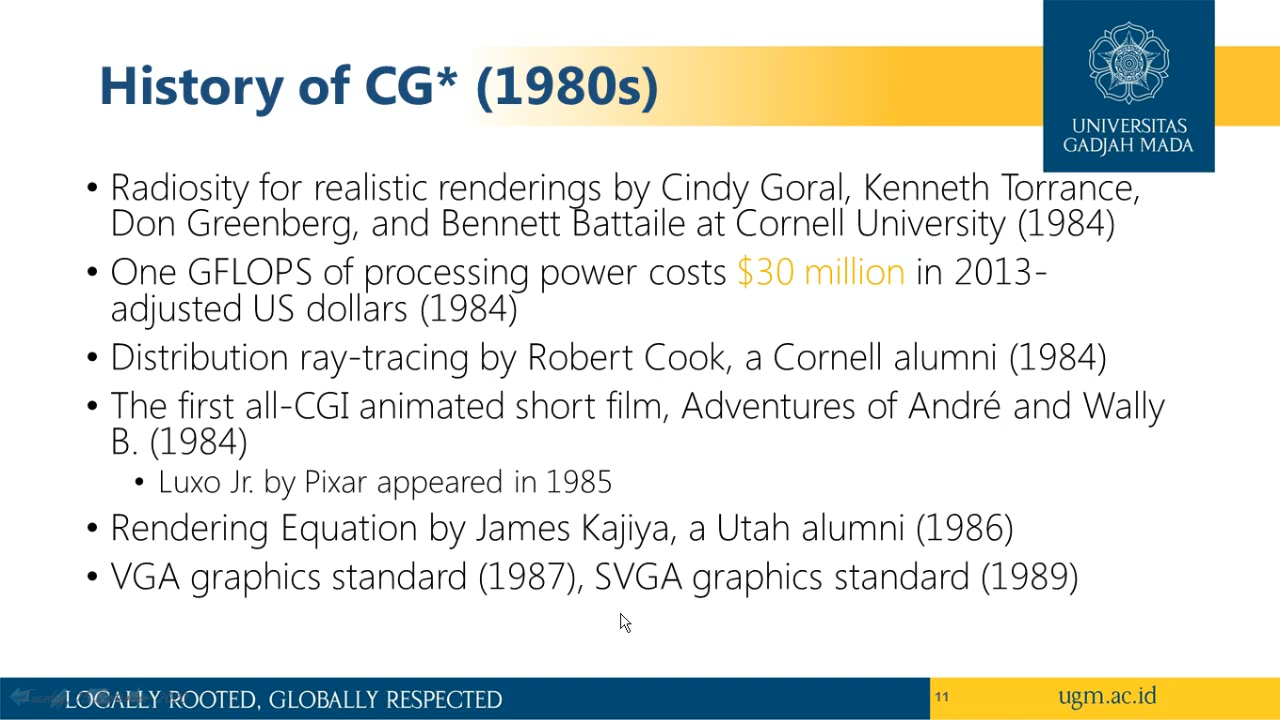 History of CG* (1980s)
UNIVERSITAS
GADJAH MADA
• Radiosity for realistic renderings by Cindy Goral, Kenneth Torrance,
Don Greenberg, and Bennett Battaile at Cornell University (1984)
• One GFLOPS of processing power costs $30 million in 2013-
adjusted US dollars (1984)
• Distribution ray-tracing by Robert Cook, a Cornell alumni (1984)
• The first all-CGI animated short film, Adventures of André and Wally
B. (1984)
• Luxo Jr. by Pixar appeared in 1985
• Rendering Equation by James Kajiya, a Utah alumni (1986)
• VGA graphics standard (1987), SVGA graphics standard (1989)
LOCALLY ROOTED, GLOBALLY RESPECTED
11
ugm.ac.id